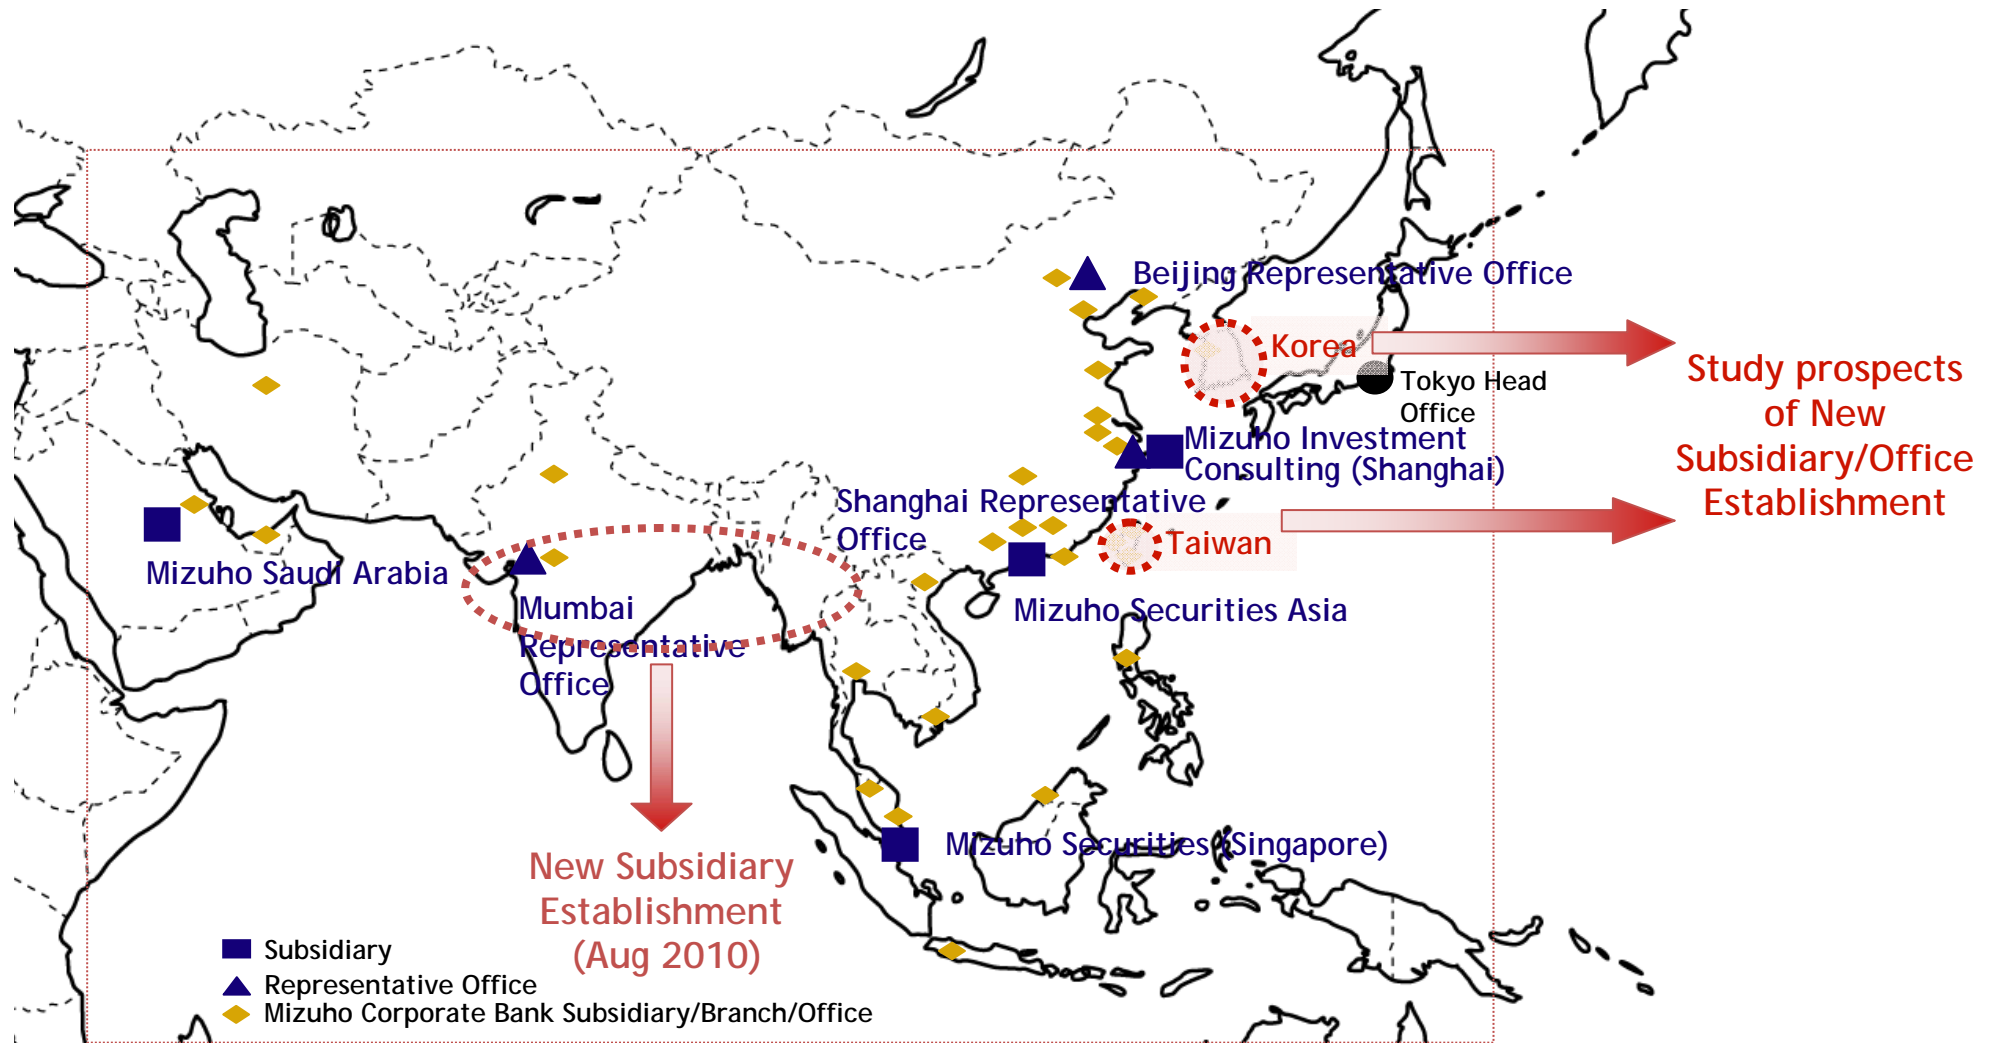 Beijing Representative Office
Korea
Tokyo Head
Office
Study prospects
of New
Subsidiary/Office
Establishment
Mizuho Investment
Consulting (Shanghai)
Shanghai Representative
Office
Taiwan
Mizuho Saudi Arabia
Mumbai
Representative
Office
Mizuho Securities Asia
Mizuho Securities (Singapore)
New Subsidiary
Establishment
(Aug 2010)
Subsidiary
Representative Office
Mizuho Corporate Bank Subsidiary/Branch/Office